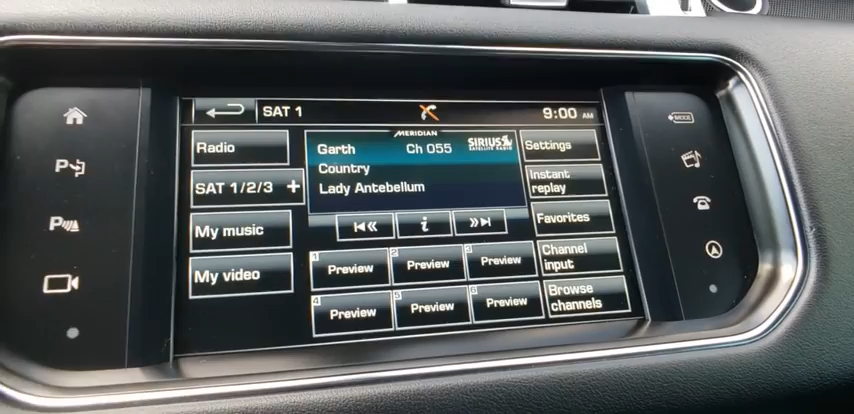 SAT 1
9:00 AM
MERIDIAN
Radio
Garth Ch 055
SIRIUS
SATELLITE RADIO
Settings
Country
SAT 1/2/3 +
Lady Antebellum
Instant
replay
My music
i
Favorites
My video
1 Preview
2 Preview
3 Preview
Channel
input
4 Preview
5 Preview
6 Preview
Browse
channels
MODE
P
P